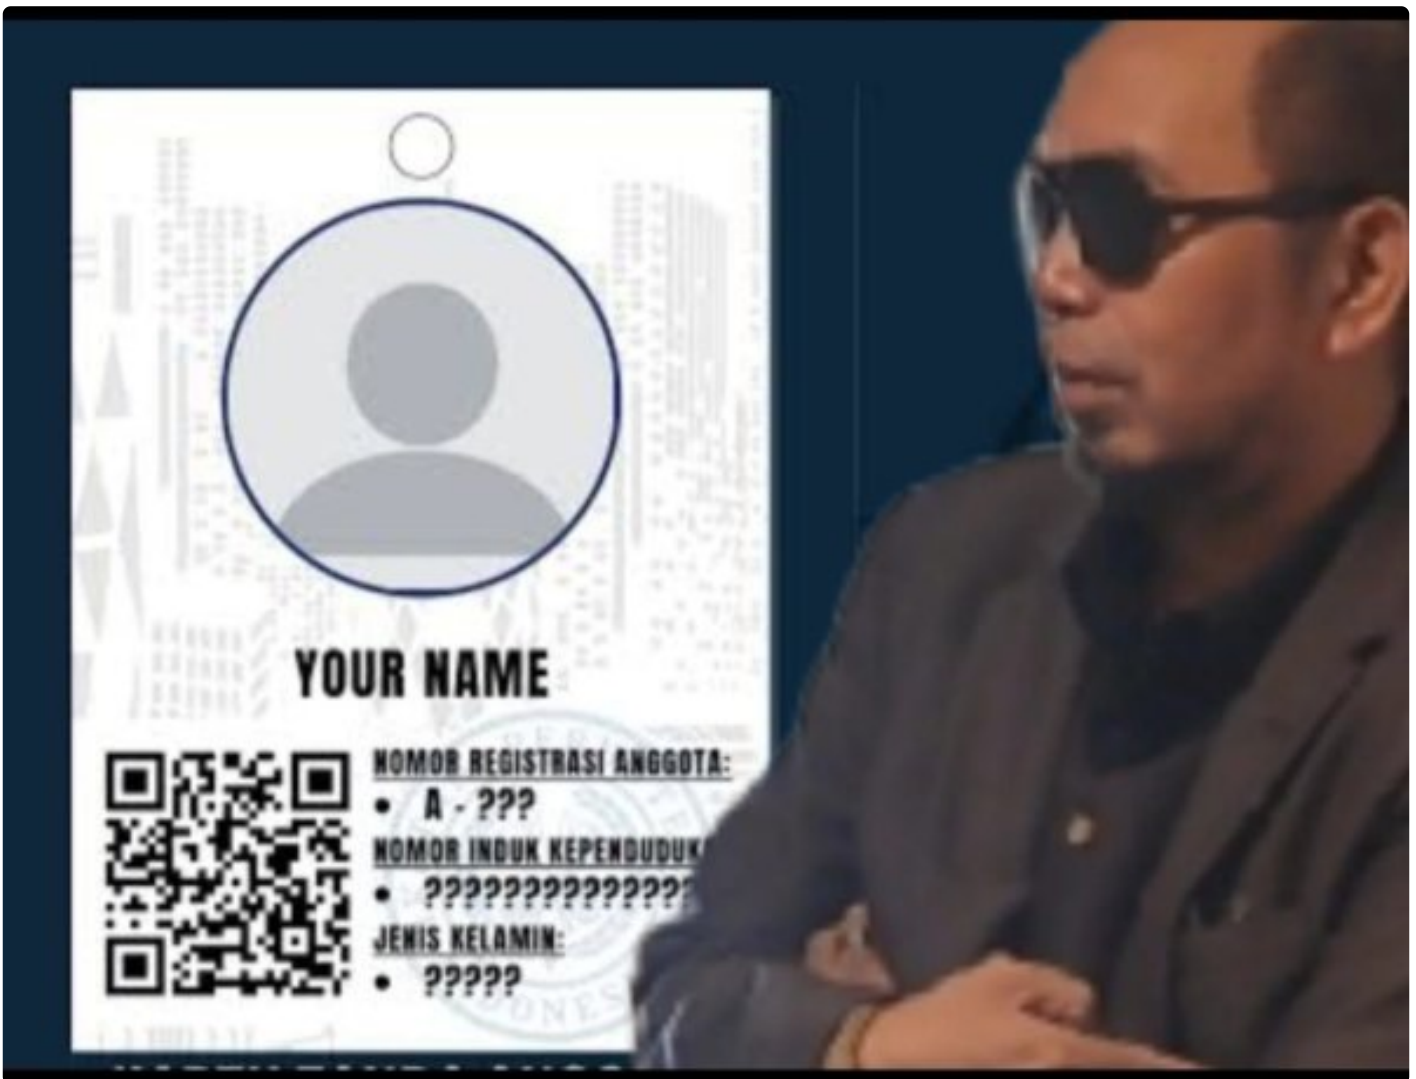 YOUR NAME
NOMOR REGISTRASI ANGGOTA:
• A - ???
NOMOR INDUK KEPENDUDUK
• ??????????????
JENIS KELAMIN:
• ?????